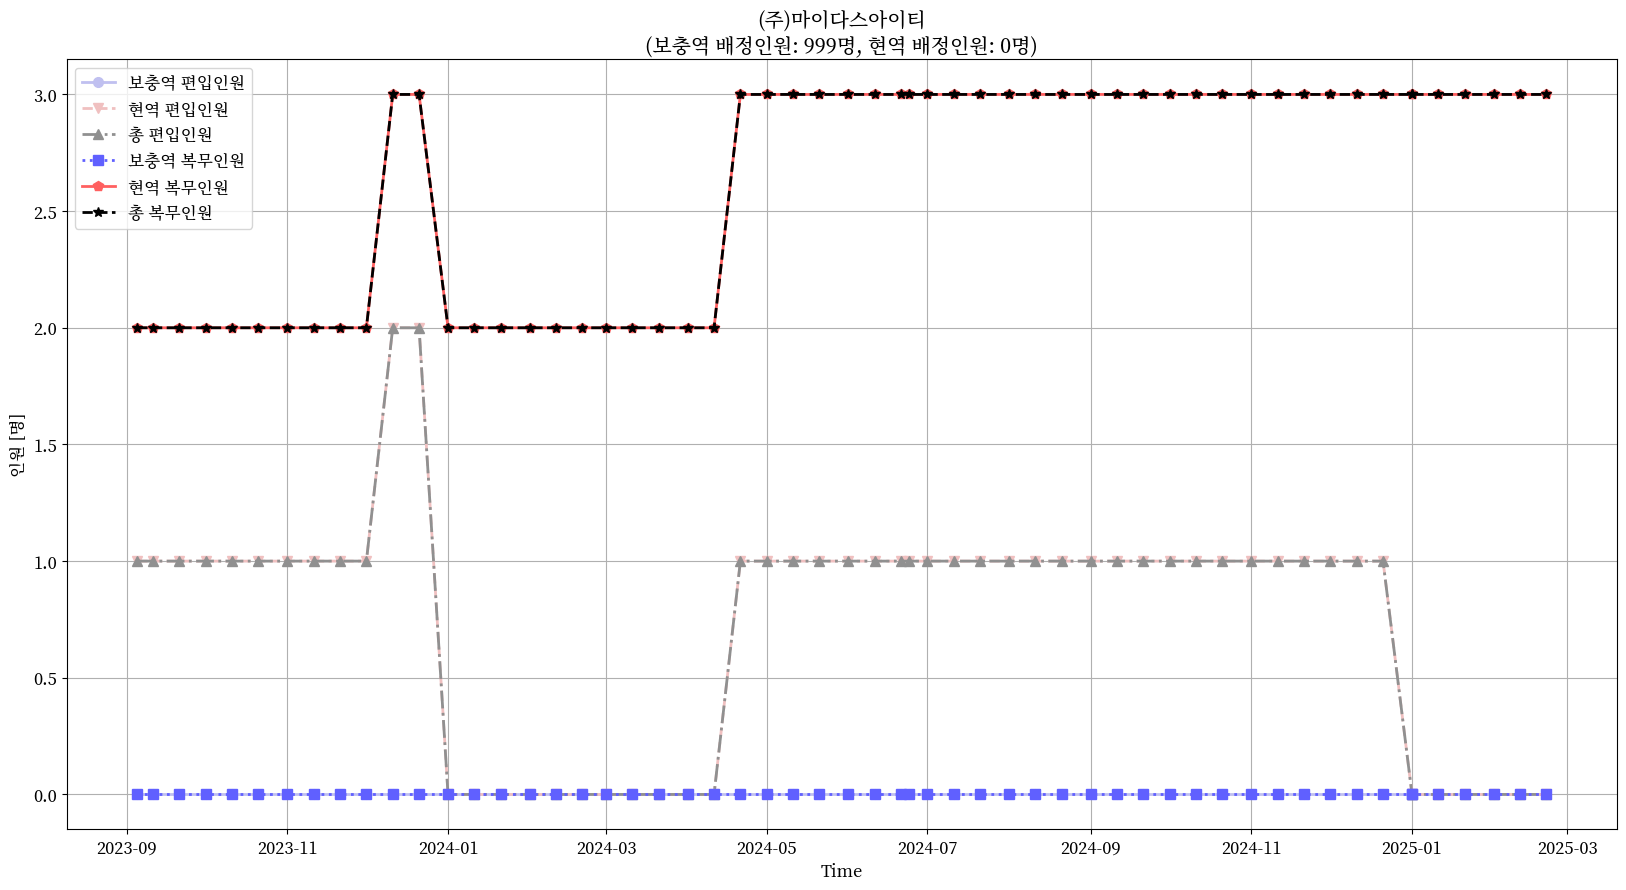 (주)마이다스아이티
(보충역 배정인원: 999명, 현역 배정인원: 0명)
보충역 편입인원
현역 편입인원
총 편입인원
보충역 복무인원
현역 복무인원
총 복무인원
인원 [명]
3.0
2.5
2.0
1.5
1.0
0.5
0.0
2023-09 2023-11 2024-01 2024-03 2024-05 2024-07 2024-09 2024-11 2025-01 2025-03
Time